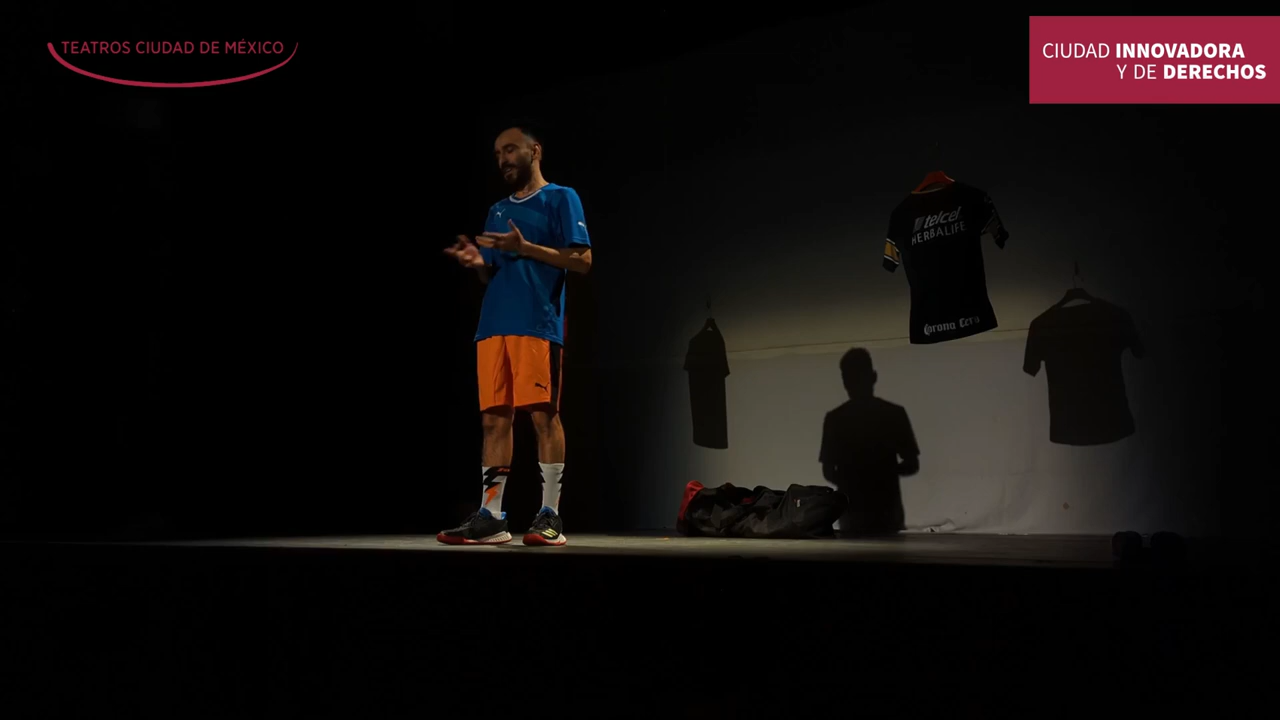 TEATROS CIUDAD DE MÉXICO
CIUDAD INNOVADORA
Y DE DERECHOS
telcel
HERBALIFE
Corona Cero